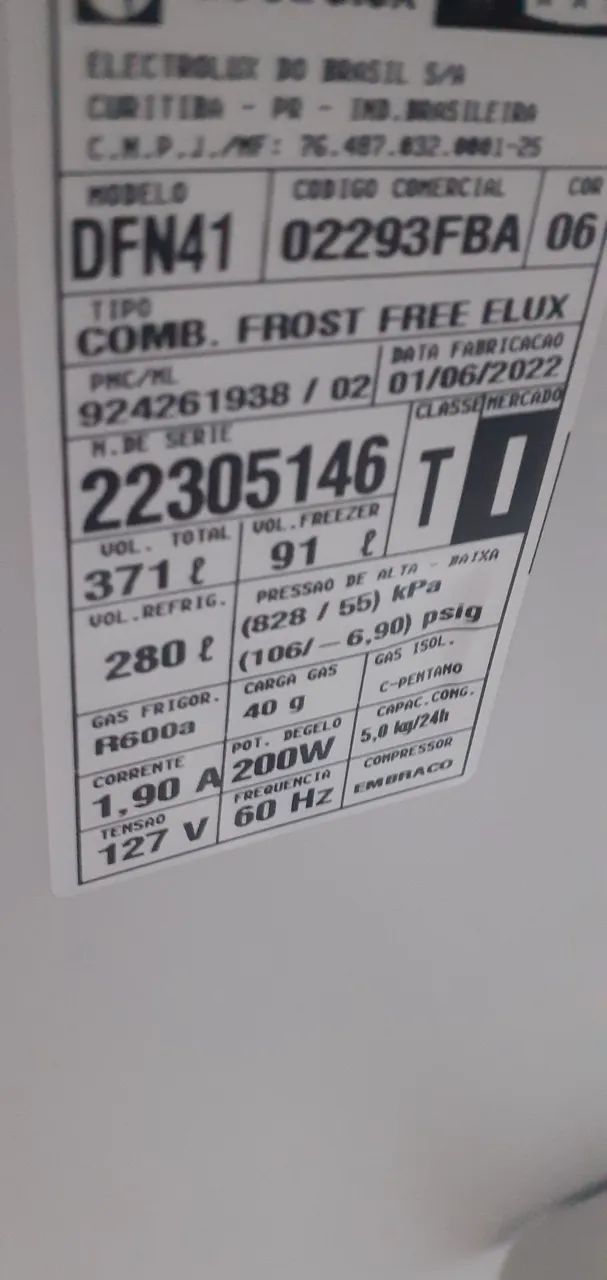 ELECTROLUX DO BRASIL S/A
CURITIBA - PR - IND.BRASILEIRA
C.N.P.J./MF: 76.487.032.0001-25
MODELO CODIGO COMERCIAL COR
DFN41 02293FBA 06
TIPO
COMB. FROST FREE ELUX
PMC/ML DATA FABRICACAO
924261938 / 02 01/06/2022
N.DE SERIE CLASSE MERCADO
22305146 T I
VOL. TOTAL VOL.FREEZER
371 ℓ 91 ℓ
VOL.REFRIG. PRESSAO DE ALTA - BAIXA
280 ℓ (828 / 55) kPa
(106/-6,90) psig
GAS FRIGOR. CARGA GAS GAS ISOL.
R600a 40 g C-PENTANO
CORRENTE POT. DEGELO CAPAC.CONG.
1,90 A 200W 5,0 kg/24h
TENSAO FREQUENCIA COMPRESSOR
127 V 60 Hz EMBRACO